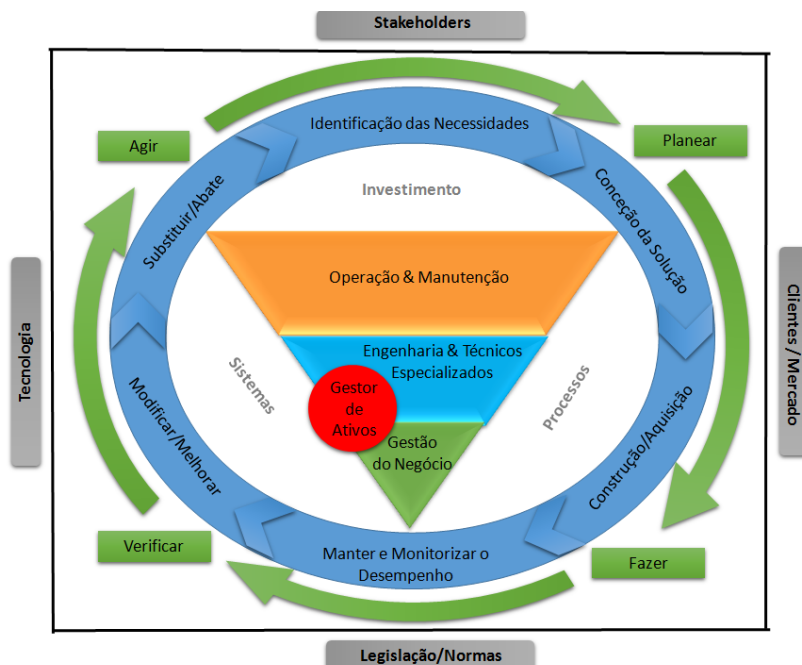 Stakeholders
Identificação das Necessidades
Agir
Planear
Investimento
Substituir/Abate
Conceção da Solução
Operação & Manutenção
Tecnologia
Clientes / Mercado
Sistemas
Engenharia & Técnicos
Especializados
Processos
Gestor
de
Ativos
Modificar/Melhorar
Construção/Aquisição
Gestão
do Negócio
Verificar
Manter e Monitorizar o
Desempenho
Fazer
Legislação/Normas